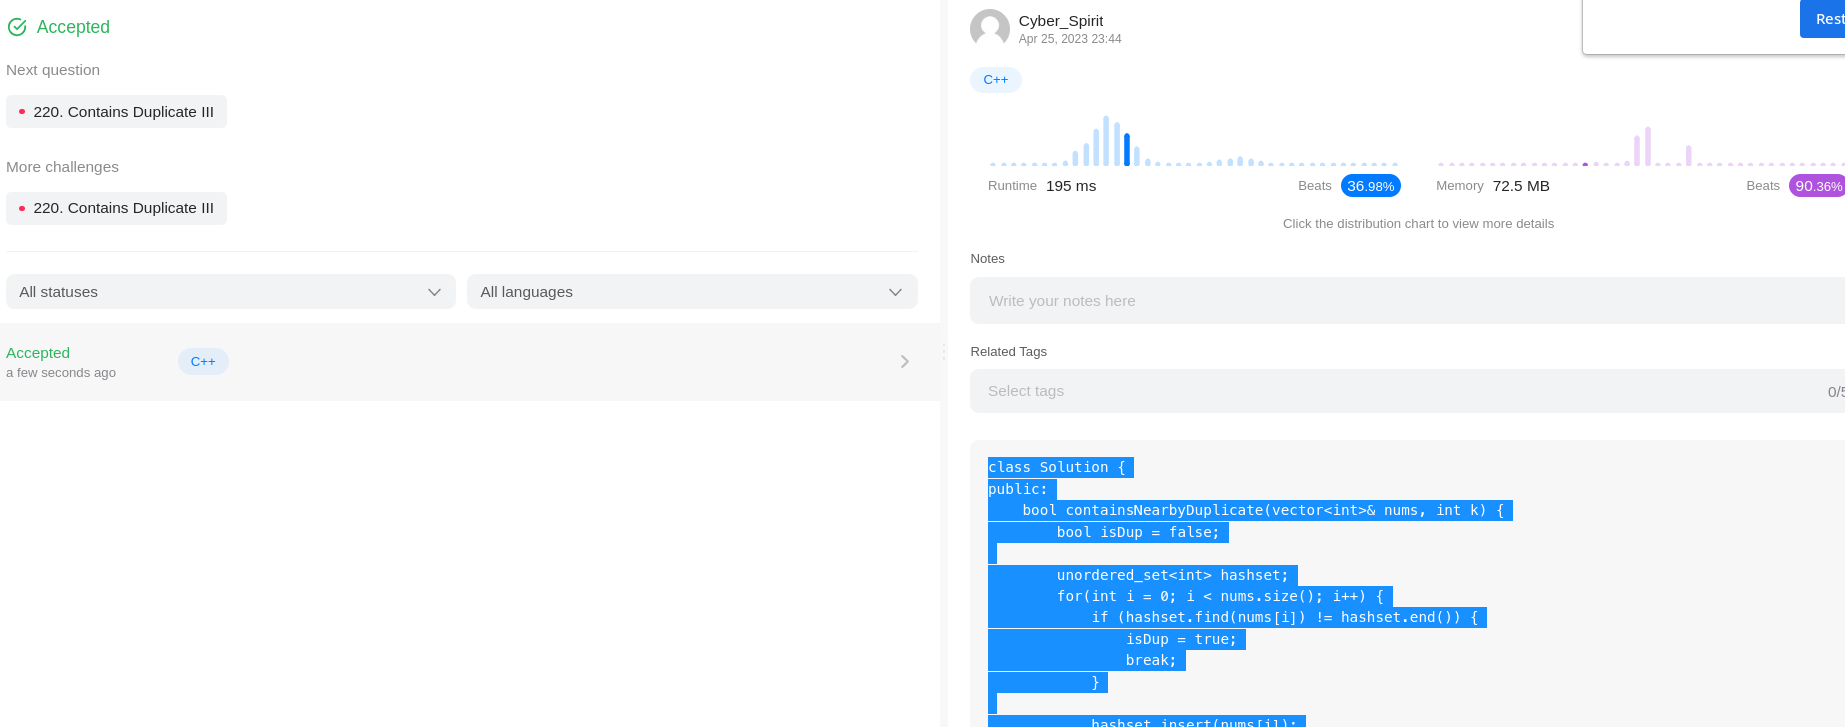 Accepted
Next question
220. Contains Duplicate III
More challenges
220. Contains Duplicate III
All statuses
All languages
Accepted
a few seconds ago
C++
Cyber_Spirit
Apr 25, 2023 23:44
Rest
C++
Runtime 195 ms
Beats 36.98%
Memory 72.5 MB
Beats 90.36%
Click the distribution chart to view more details
Notes
Write your notes here
Related Tags
Select tags
0/5
class Solution {
public:
    bool containsNearbyDuplicate(vector<int>& nums, int k) {
        bool isDup = false;
        unordered_set<int> hashset;
        for(int i = 0; i < nums.size(); i++) {
            if (hashset.find(nums[i]) != hashset.end()) {
                isDup = true;
                break;
            }
            hashset.insert(nums[i]);